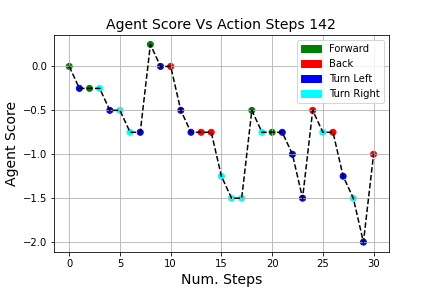 Agent Score Vs Action Steps 142
Forward
Back
Turn Left
Turn Right
0.0
−0.5
−1.0
−1.5
−2.0
Agent Score
0 5 10 15 20 25 30
Num. Steps